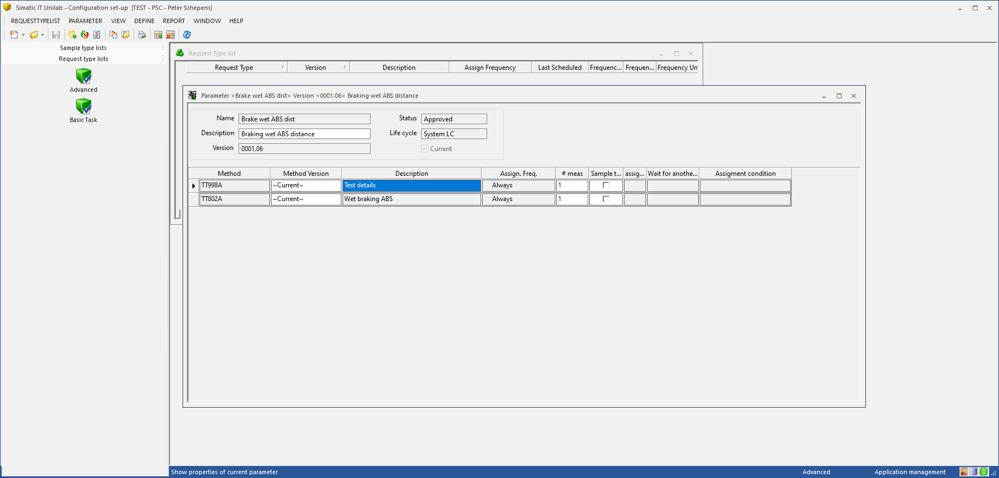 Simatic IT Unilab - Configuration set-up [TEST - PSC - Peter Schepens]
REQUESTTYPELIST PARAMETER VIEW DEFINE REPORT WINDOW HELP
Sample type lists
Request type lists
Advanced
Basic Task
Request Type list
Request Type Version Description Assign Frequency Last Scheduled Frequenc... Frequen... Frequency Un
Parameter <Brake wet ABS dist> Version <0001.06> Braking wet ABS distance
Name Brake wet ABS dist Status Approved
Description Braking wet ABS distance Life cycle System LC
Version 0001.06 Current
Method Method Version Description Assign. Freq. # meas Sample t... assig... Wait for anothe... Assigment condition
TT998A ~Current~ Test details Always 1
TT802A ~Current~ Wet braking ABS Always 1
Show properties of current parameter Advanced Application management